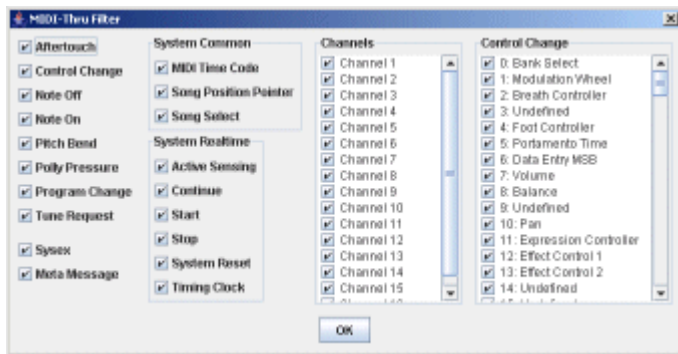 MIDI-Thru Filter
Aftertouch
Control Change
Note Off
Note On
Pitch Bend
Polly Pressure
Program Change
Tune Request
Sysex
Meta Message
System Common
MIDI Time Code
Song Position Pointer
Song Select
System Realtime
Active Sensing
Continue
Start
Stop
System Reset
Timing Clock
Channels
Channel 1
Channel 2
Channel 3
Channel 4
Channel 5
Channel 6
Channel 7
Channel 8
Channel 9
Channel 10
Channel 11
Channel 12
Channel 13
Channel 14
Channel 15
Control Change
0: Bank Select
1: Modulation Wheel
2: Breath Controller
3: Undefined
4: Foot Controller
5: Portamento Time
6: Data Entry MSB
7: Volume
8: Balance
9: Undefined
10: Pan
11: Expression Controller
12: Effect Control 1
13: Effect Control 2
14: Undefined
OK